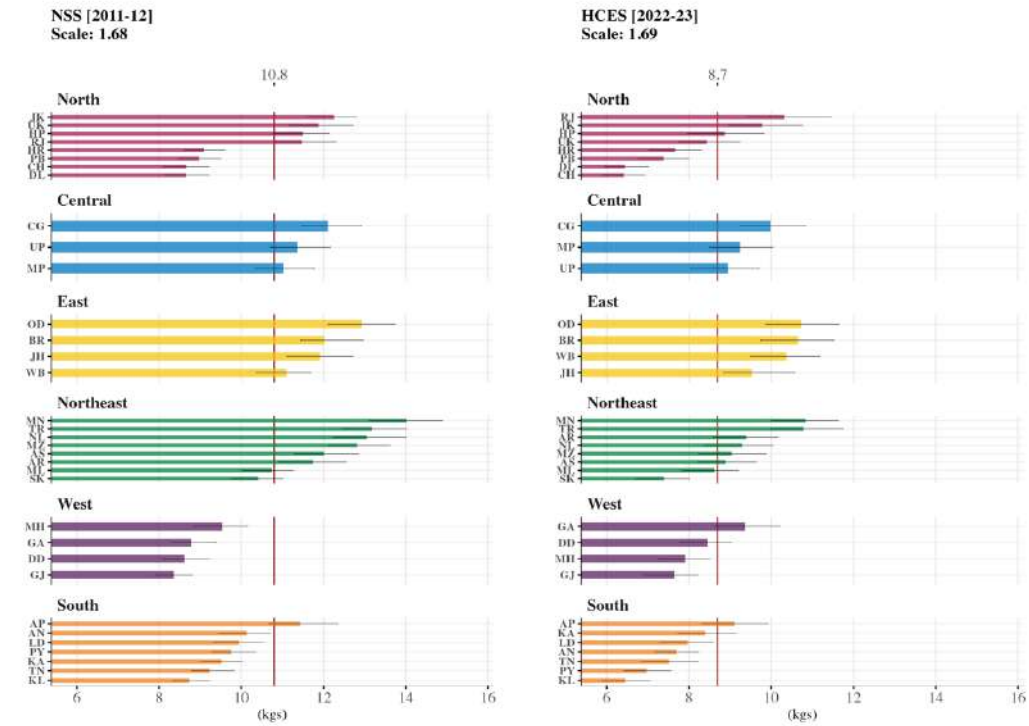 NSS [2011-12]
Scale: 1.68
10.8
North
JK
UK
HP
RJ
HR
PB
CH
DL
Central
CG
UP
MP
East
OD
BR
JH
WB
Northeast
MN
TR
NL
MZ
AS
AR
ML
SK
West
MH
GA
DD
GJ
South
AP
AN
LD
PY
KA
TN
KL
6 8 10 12 14 16
(kgs)
HCES [2022-23]
Scale: 1.69
8.7
North
RJ
JK
HP
UK
HR
PB
DL
CH
Central
CG
MP
UP
East
OD
BR
WB
JH
Northeast
MN
TR
AR
NL
MZ
AS
ML
SK
West
GA
DD
MH
GJ
South
AP
KA
LD
AN
TN
PY
KL
6 8 10 12 14 16
(kgs)